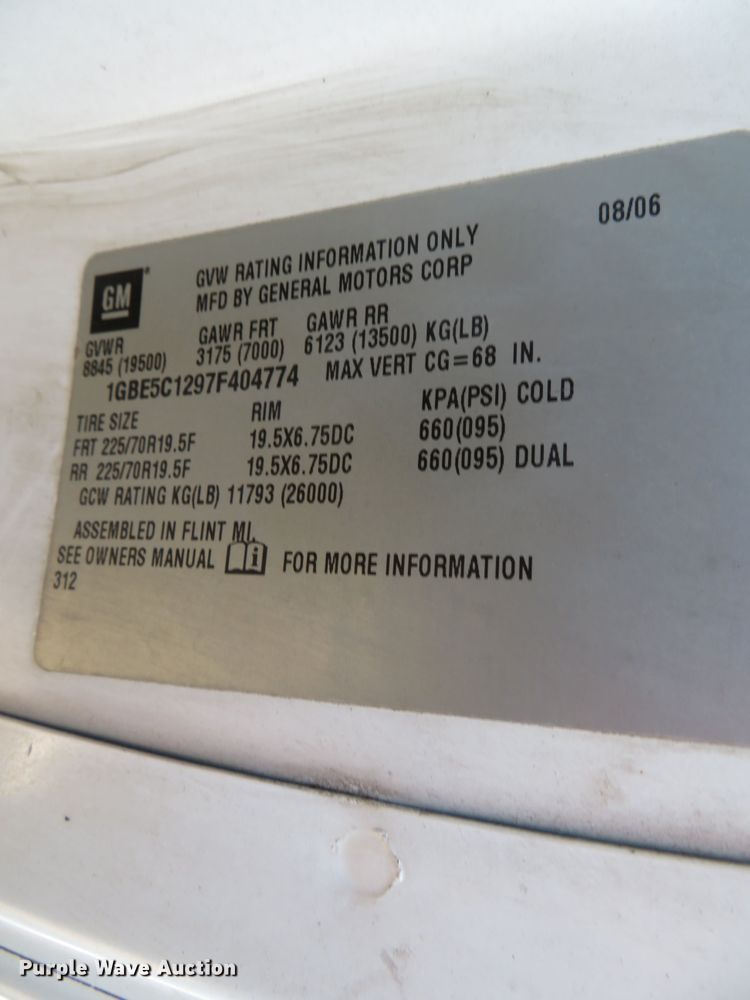 08/06
GM
GVW RATING INFORMATION ONLY
MFD BY GENERAL MOTORS CORP
GVWR GAWR FRT GAWR RR
8845 (19500) 3175 (7000) 6123 (13500) KG(LB)
1GBE5C1297F404774 MAX VERT CG=68 IN.
TIRE SIZE RIM KPA(PSI) COLD
FRT 225/70R19.5F 19.5X6.75DC 660(095)
RR 225/70R19.5F 19.5X6.75DC 660(095) DUAL
GCW RATING KG(LB) 11793 (26000)
ASSEMBLED IN FLINT MI.
SEE OWNERS MANUAL i FOR MORE INFORMATION
312
Purple Wave Auction